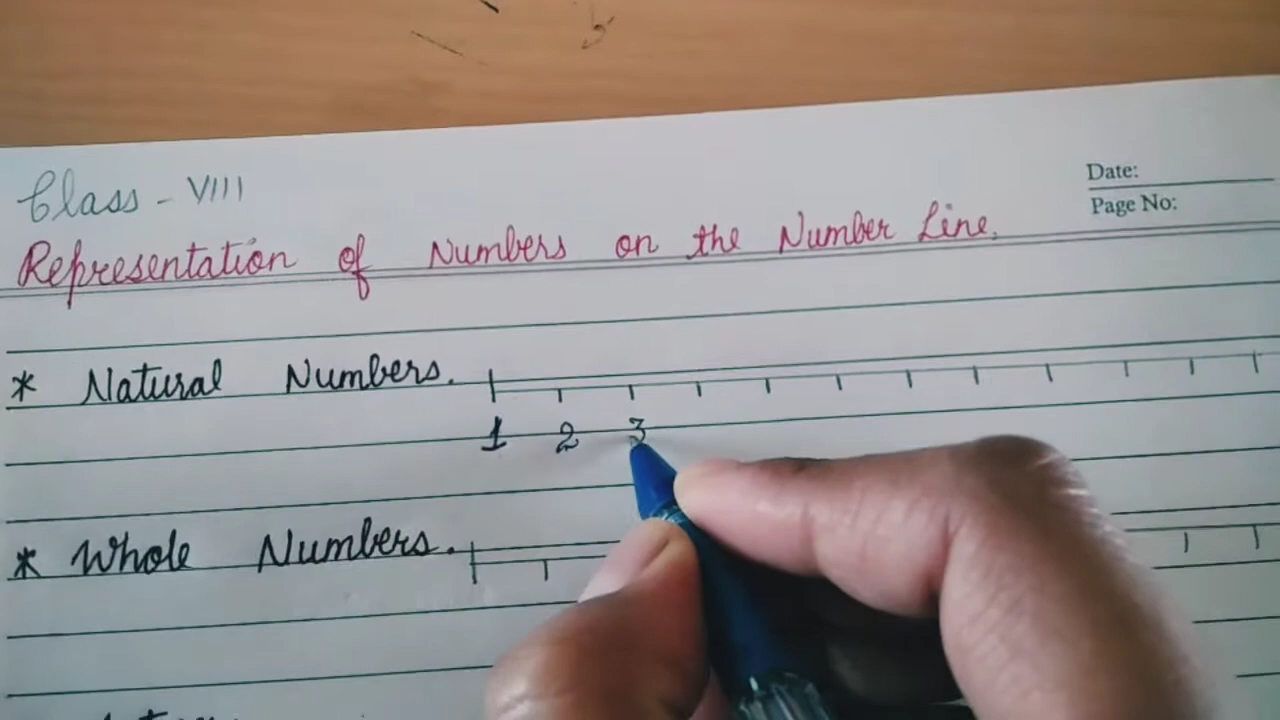 Class - VIII
Date:
Page No:
Representation of Numbers on the Number Line.
* Natural Numbers.
1 2 3
* Whole Numbers.